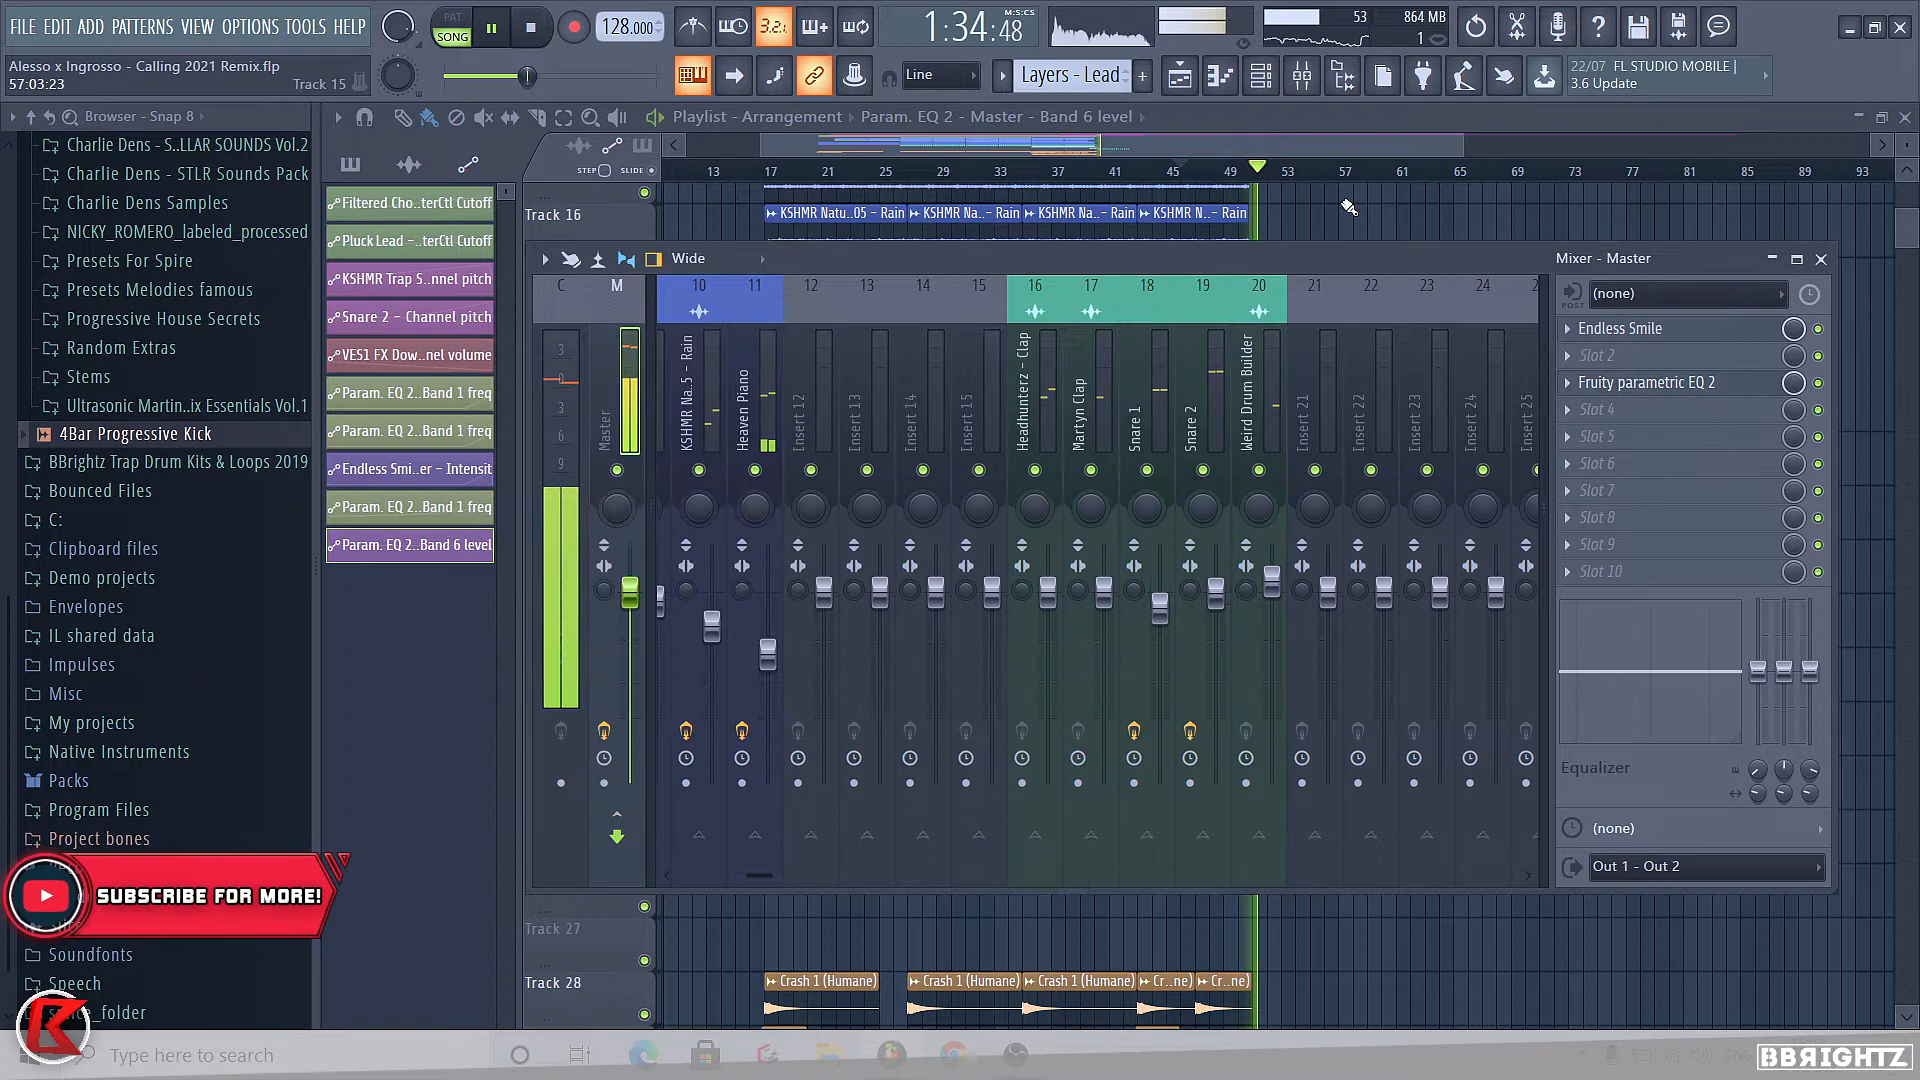 FILE EDIT ADD PATTERNS VIEW OPTIONS TOOLS HELP
PAT
SONG
128.000
3.2.1
1:34:48
M:S:CS
53
864 MB
1
Alesso x Ingrosso - Calling 2021 Remix.flp
57:03:23
Track 15
Line
Layers - Lead
22/07 FL STUDIO MOBILE |
3.6 Update
Browser - Snap 8
Playlist - Arrangement
Param. EQ 2 - Master - Band 6 level
Charlie Dens - S..LLAR SOUNDS Vol.2
Charlie Dens - STLR Sounds Pack
Charlie Dens Samples
NICKY_ROMERO_labeled_processed
Presets For Spire
Presets Melodies famous
Progressive House Secrets
Random Extras
Stems
Ultrasonic Martin..ix Essentials Vol.1
4Bar Progressive Kick
BBrightz Trap Drum Kits & Loops 2019
Bounced Files
C:
Clipboard files
Demo projects
Envelopes
IL shared data
Impulses
Misc
My projects
Native Instruments
Packs
Program Files
Project bones
Soundfonts
Speech
SUBSCRIBE FOR MORE!
Filtered Cho..terCtl Cutoff
Pluck Lead -..terCtl Cutoff
KSHMR Trap S..nnel pitch
Snare 2 - Channel pitch
VES1 FX Dow..nel volume
Param. EQ 2..Band 1 freq
Param. EQ 2..Band 1 freq
Endless Smi..er - Intensit
Param. EQ 2..Band 1 freq
Param. EQ 2..Band 6 level
STEP
SLIDE
13 17 21 25 29 33 37 41 45 49 53 57 61 65 69 73 77 81 85 89 93
Track 16
KSHMR Natu..05 - Rain
KSHMR Na..- Rain
KSHMR Na..- Rain
KSHMR N..- Rain
Wide
C M 10 11 12 13 14 15 16 17 18 19 20 21 22 23 24 25
3
0
3
6
9
Master
KSHMR Na..5 - Rain
Heaven Piano
Insert 12
Insert 13
Insert 14
Insert 15
Headhunterz - Clap
Martyn Clap
Snare 1
Snare 2
Weird Drum Builder
Insert 21
Insert 22
Insert 23
Insert 24
Insert 25
Mixer - Master
POST
(none)
Endless Smile
Slot 2
Fruity parametric EQ 2
Slot 4
Slot 5
Slot 6
Slot 7
Slot 8
Slot 9
Slot 10
Equalizer
(none)
Out 1 - Out 2
Track 27
Track 28
Crash 1 (Humane)
Crash 1 (Humane)
Crash 1 (Humane)
Cr..ne)
Cr..ne)
Type here to search
BBRIGHTZ